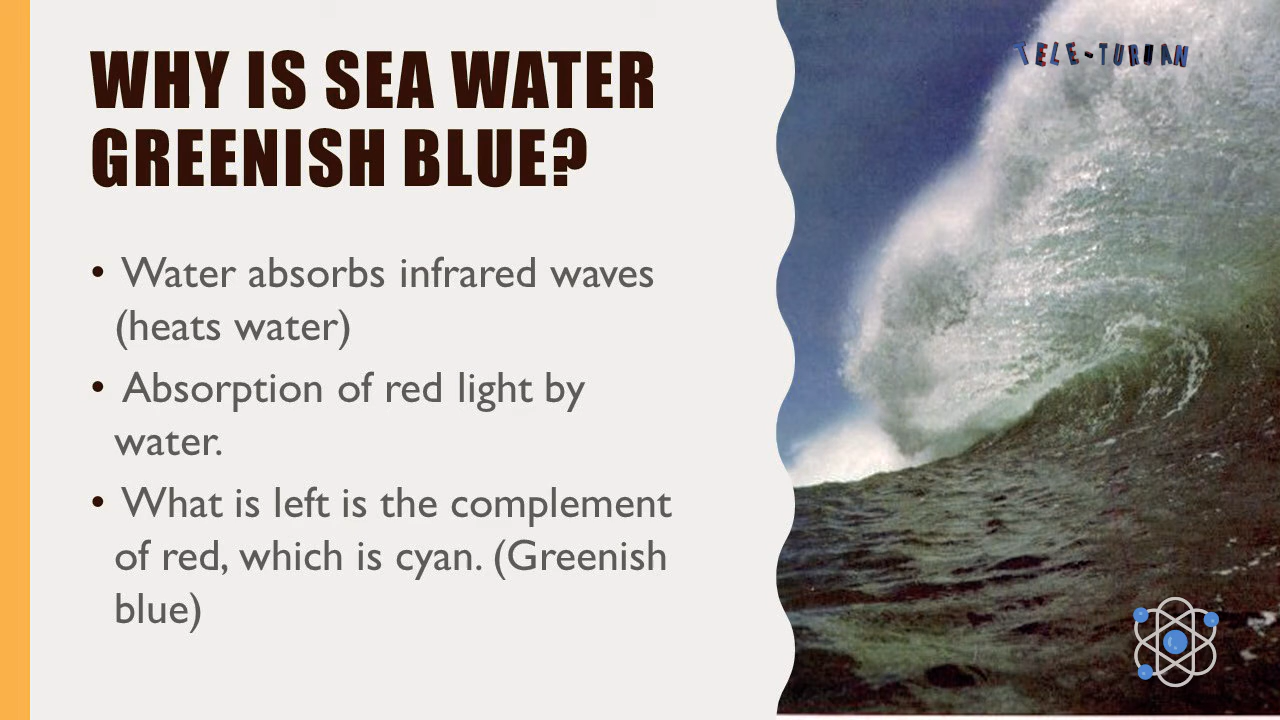 WHY IS SEA WATER
GREENISH BLUE?
TELE-TURIAN
• Water absorbs infrared waves
(heats water)
• Absorption of red light by
water.
• What is left is the complement
of red, which is cyan. (Greenish
blue)